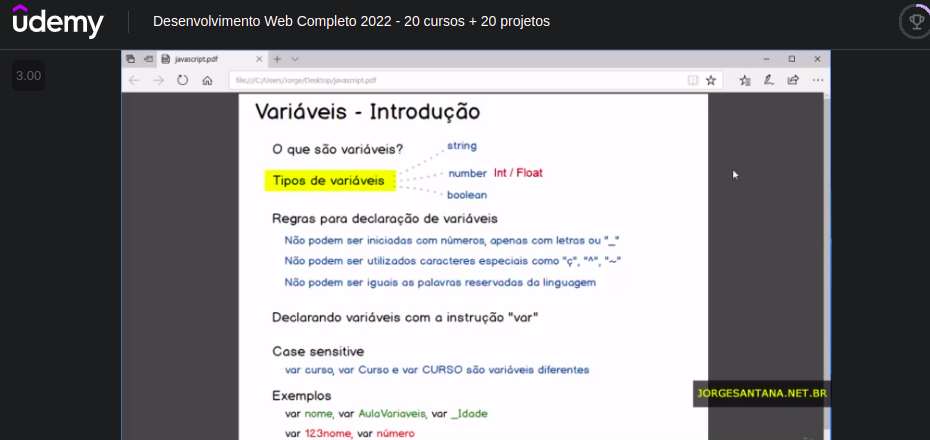 ûdemy
Desenvolvimento Web Completo 2022 - 20 cursos + 20 projetos
3.00
javascript.pdf
file:///C:/Users/Jorge/Desktop/javascript.pdf
Variáveis - Introdução
O que são variáveis?
string
Tipos de variáveis
number Int / Float
boolean
Regras para declaração de variáveis
Não podem ser iniciadas com números, apenas com letras ou "_"
Não podem ser utilizados caracteres especiais como "ç", "^", "~"
Não podem ser iguais as palavras reservadas da linguagem
Declarando variáveis com a instrução "var"
Case sensitive
var curso, var Curso e var CURSO são variáveis diferentes
JORGESANTANA.NET.BR
Exemplos
var nome, var AulaVariaveis, var _Idade
var 123nome, var número